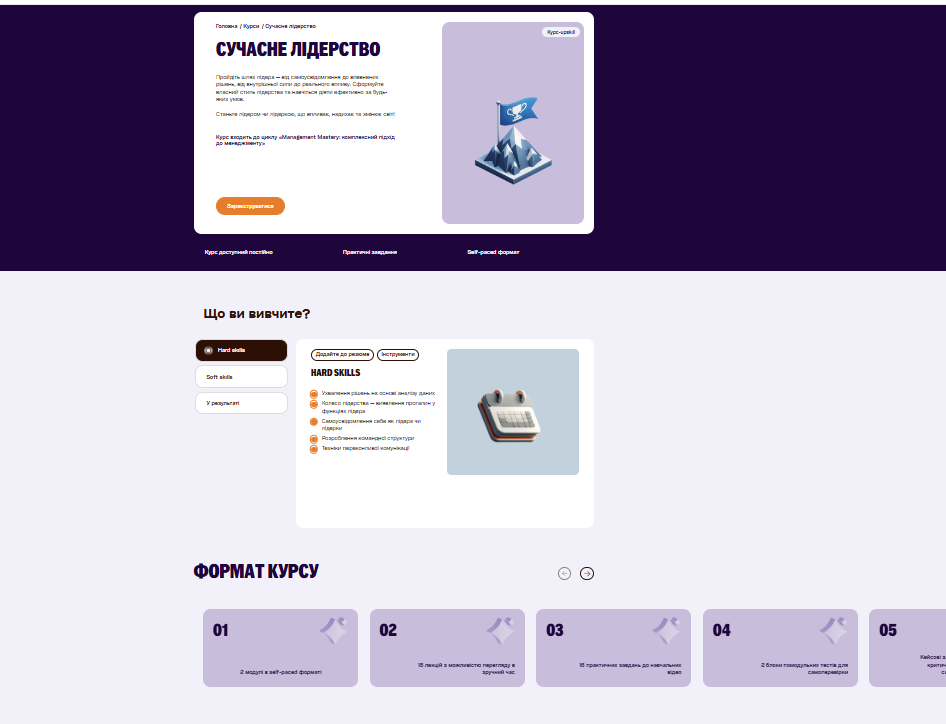 Головна / Курси / Сучасне лідерство
Курс-upskil
СУЧАСНЕ ЛІДЕРСТВО
Пройдіть шлях лідера — від самоусвідомлення до впевнених
рішень, від внутрішньої сили до реального впливу. Сформуйте
власний стиль лідерства та навчіться діяти ефективно за будь-
яких умов.
Станьте лідером чи лідеркою, що впливає, надихає та змінює світ!
Курс входить до циклу «Management Mastery: комплексний підхід
до менеджменту»
Зареєструватися
Курс доступний постійно
Практичні завдання
Self-paced формат
Що ви вивчите?
Hard skills
Soft skills
У результаті
Додайте до резюме
Інструменти
HARD SKILLS
Ухвалення рішень на основі аналізу даних
Колесо лідерства — виявлення прогалин у
функціях лідера
Самоусвідомлення себе як лідера чи
лідерки
Розроблення командної структури
Техніки переконливої комунікації
ФОРМАТ КУРСУ
01
2 модулі в self-paced форматі
02
16 лекцій з можливістю перегляду в
зручний час
03
16 практичних завдань до навчальних
відео
04
2 блоки помодульних тестів для
самоперевірки
05
Кейсові